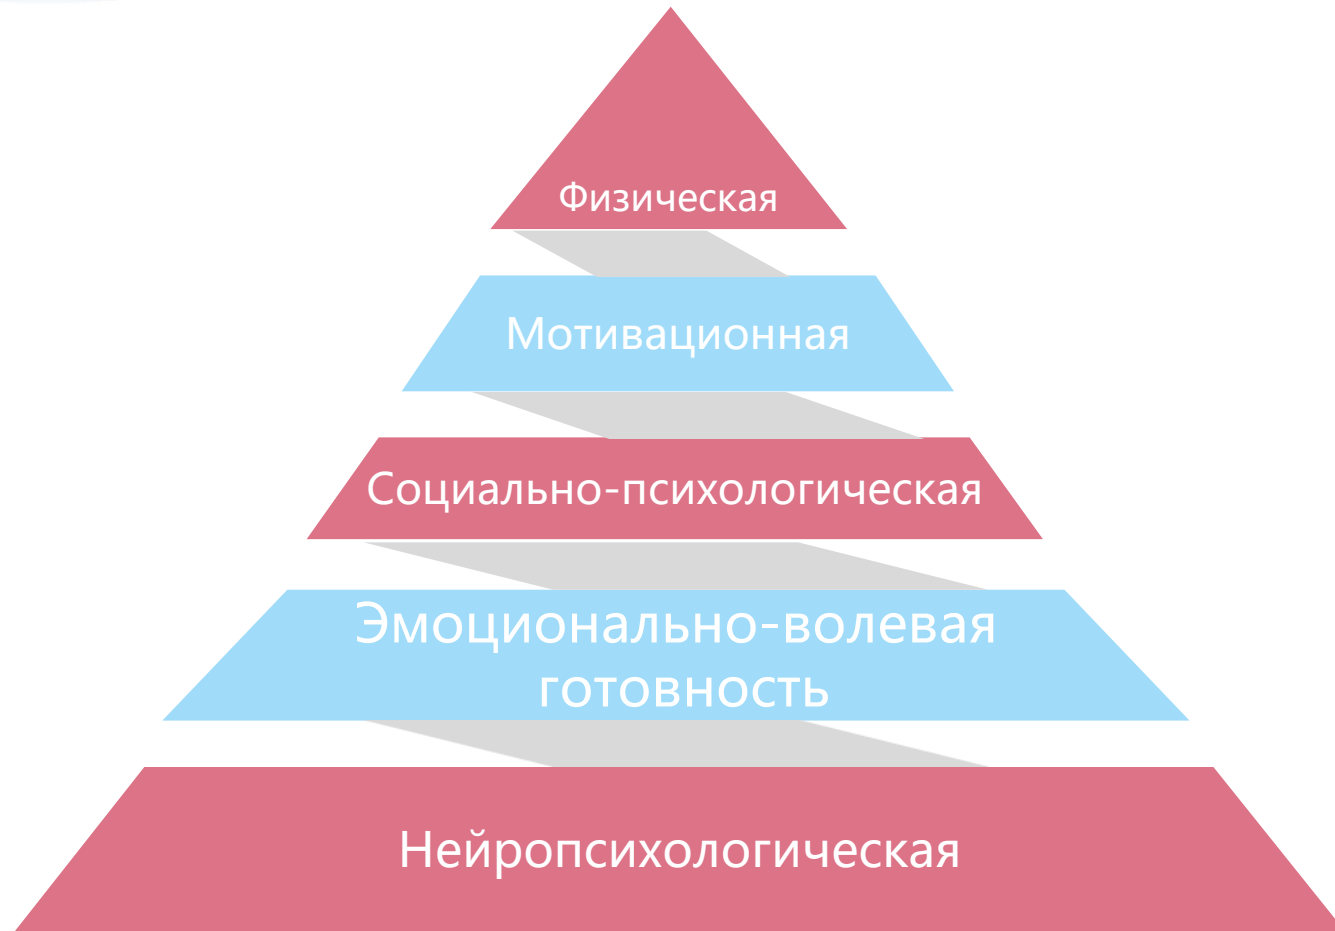 Физическая
Мотивационная
Социально-психологическая
Эмоционально-волевая
готовность
Нейропсихологическая